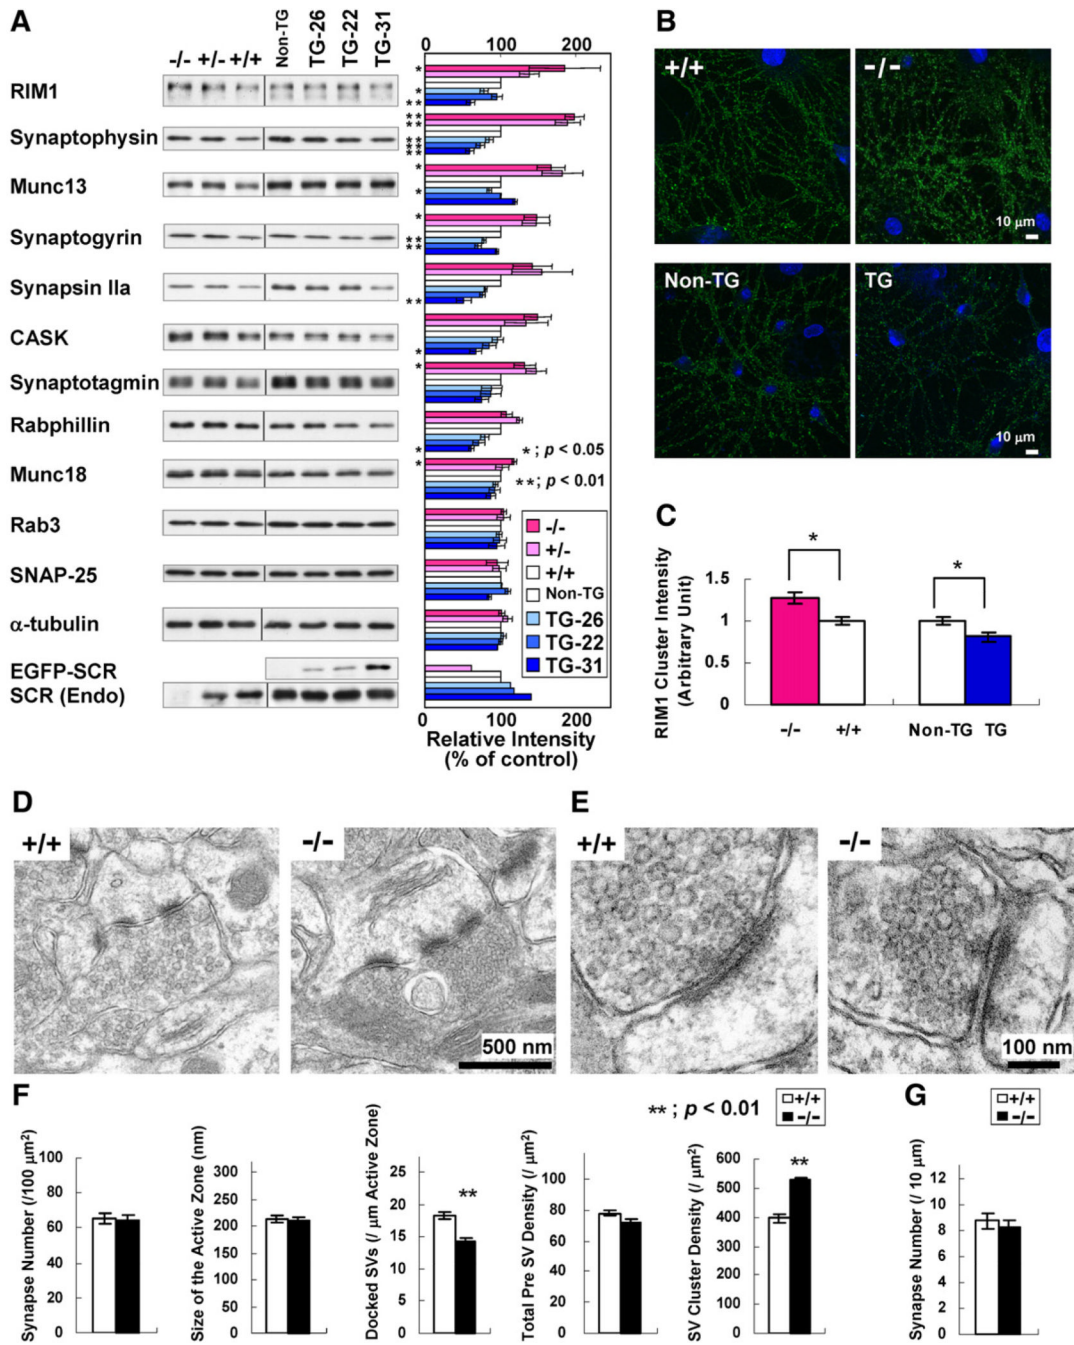 A
-/- +/- +/+ Non-TG TG-26 TG-22 TG-31
0 100 200
RIM1
Synaptophysin
Munc13
Synaptogyrin
Synapsin IIa
CASK
Synaptotagmin
Rabphillin
Munc18
Rab3
SNAP-25
α-tubulin
EGFP-SCR
SCR (Endo)
*
*
**
**
**
**
**
**
*
*
*
**
**
**
*
*
*
*
*; p < 0.05
**; p < 0.01
-/-
+/-
+/+
Non-TG
TG-26
TG-22
TG-31
0 100 200
Relative Intensity
(% of control)
B
+/+
-/-
10 μm
Non-TG
TG
10 μm
C
RIM1 Cluster Intensity
(Arbitrary Unit)
1.5
1
0.5
0
*
*
-/- +/+ Non-TG TG
D
+/+
-/-
500 nm
E
+/+
-/-
100 nm
F
**; p < 0.01
+/+
-/-
Synapse Number (/100 μm²)
100
80
60
40
20
0
Size of the Active Zone (nm)
300
250
200
150
100
50
0
Docked SVs (/ μm Active Zone)
25
20
15
10
5
0
**
Total Pre SV Density (/ μm²)
100
80
60
40
20
0
SV Cluster Density (/ μm²)
600
500
400
300
200
100
0
**
G
+/+
-/-
Synapse Number (/ 10 μm)
12
10
8
6
4
2
0